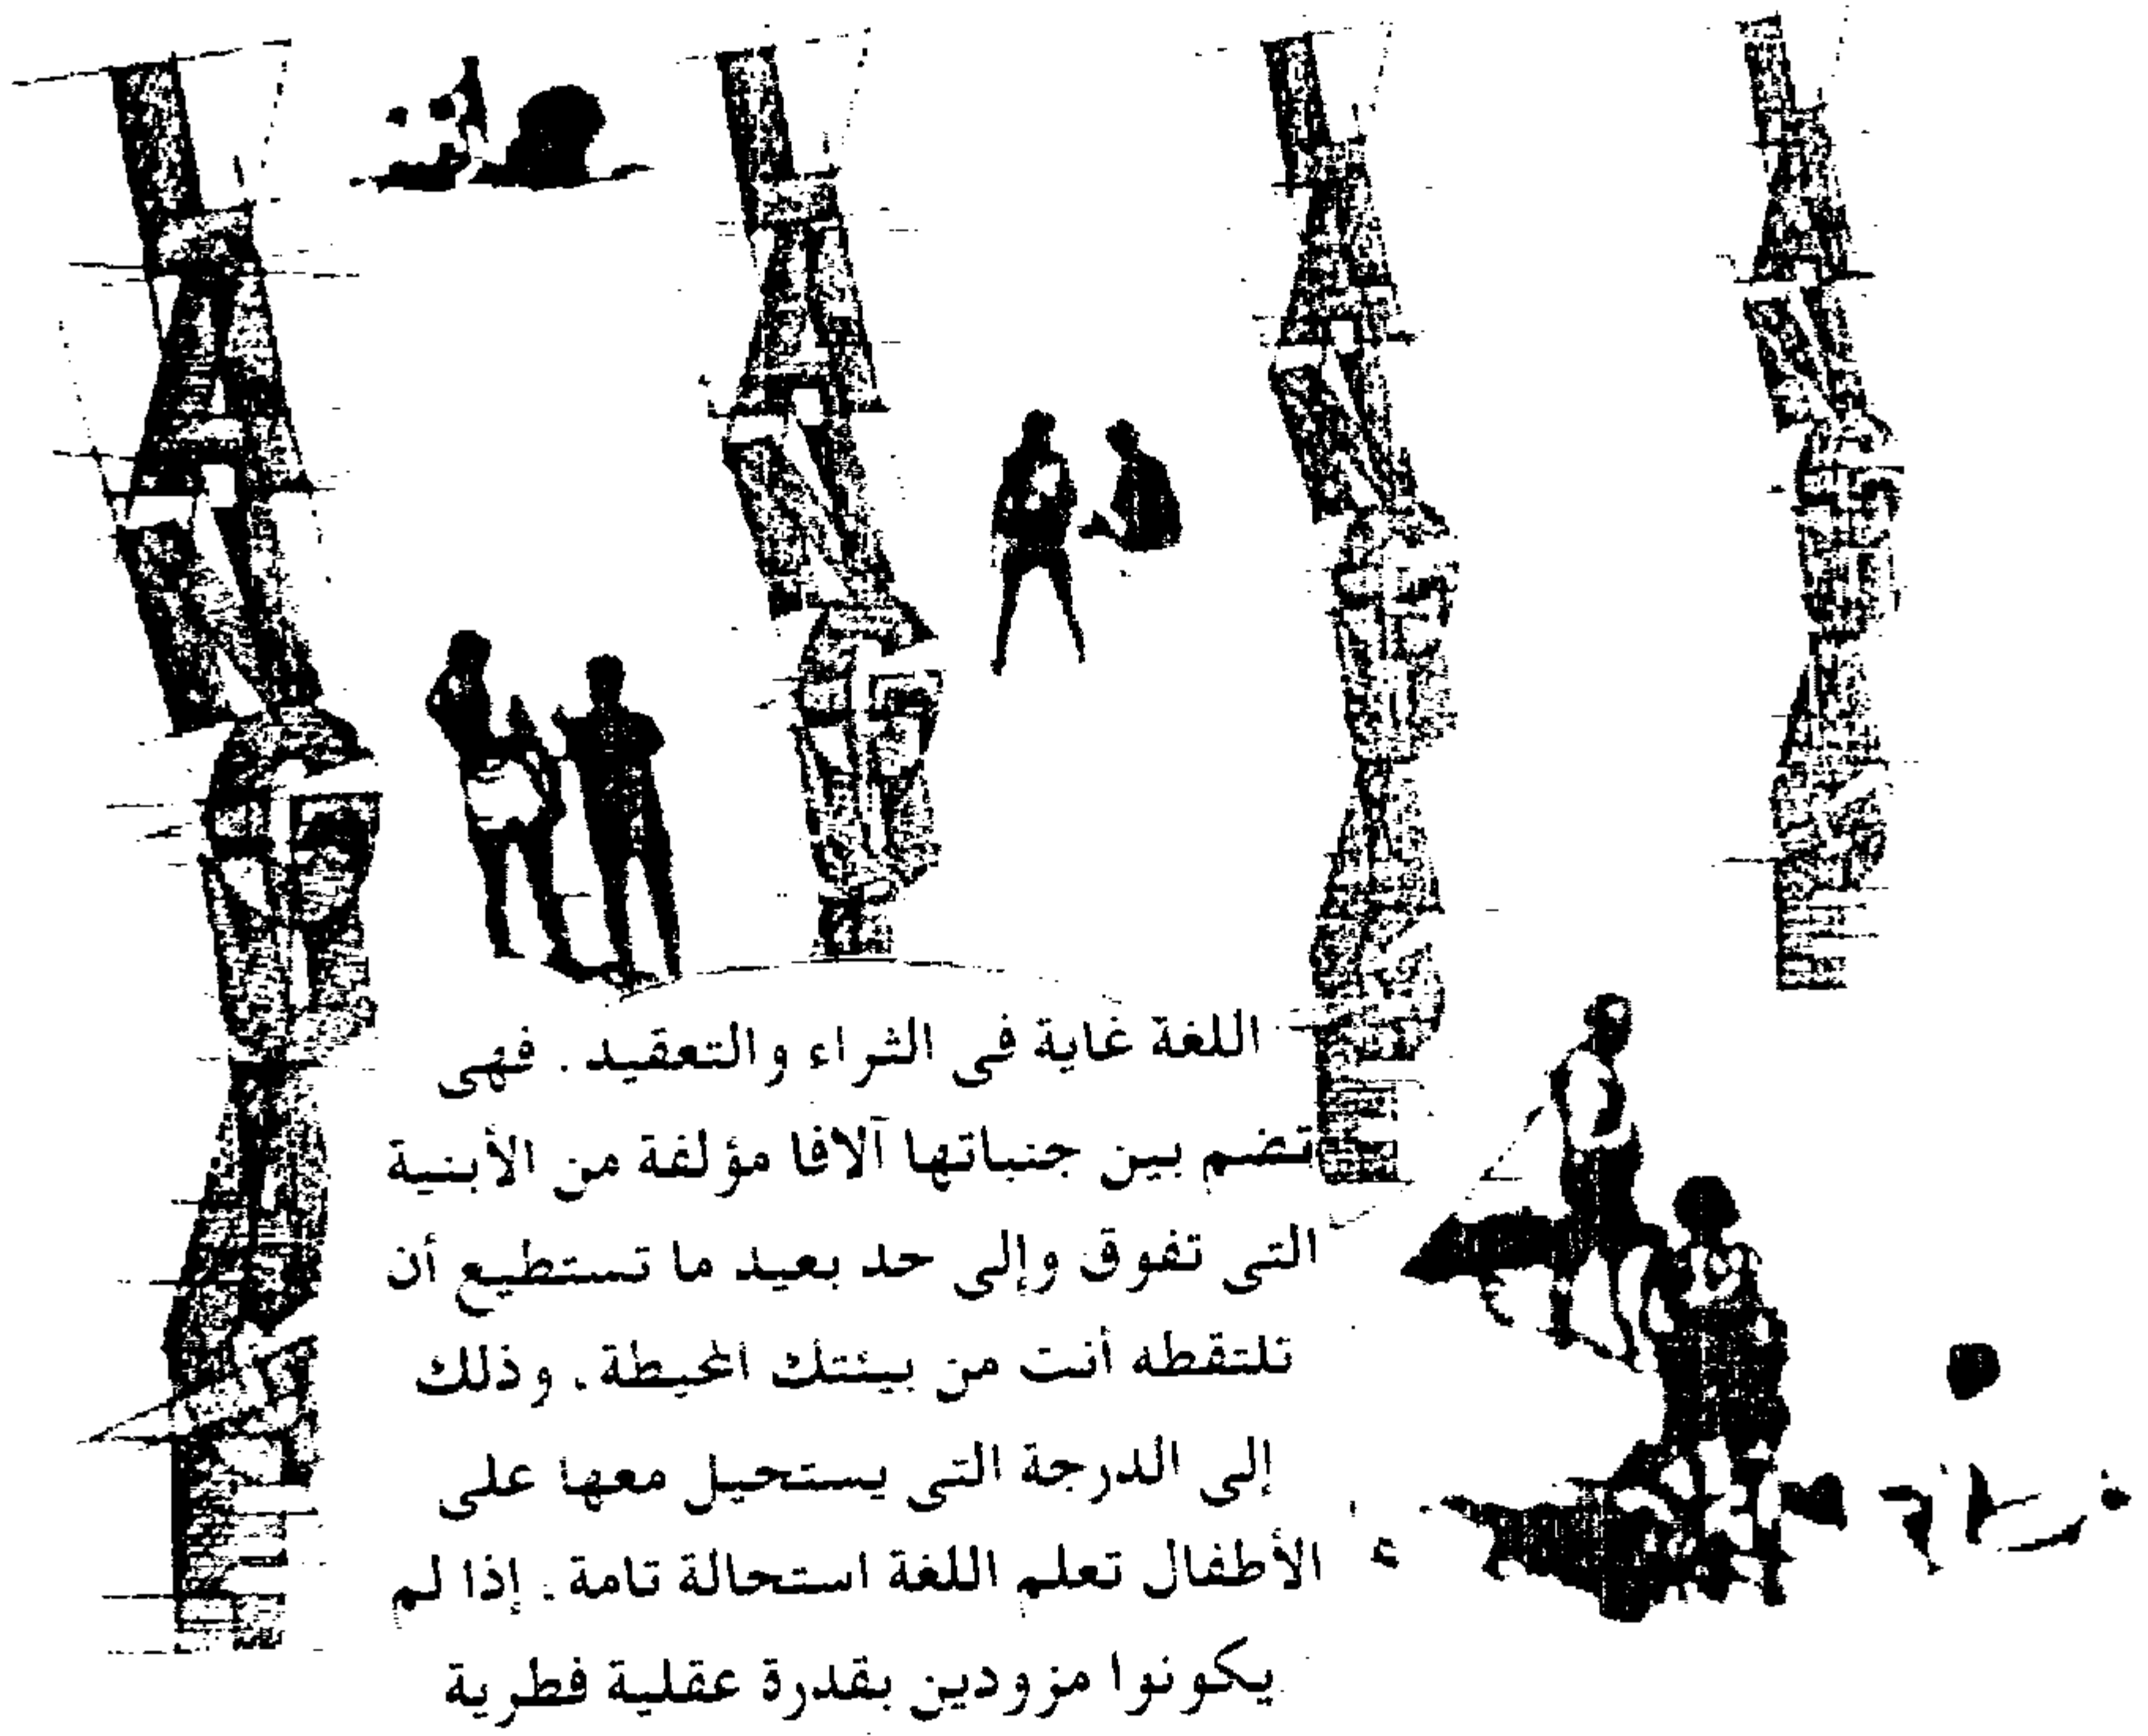 اللغة غاية فى الثراء والتعقيد . فهى
تضم بين جنباتها آلافا مؤلفة من الأبنية
التى تفوق وإلى حد بعيد ما تستطيع أن
تلتقطه أنت من بيئتك المحيطة . وذلك
إلى الدرجة التى يستحيل معها على
الأطفال تعلم اللغة استحالة تامة . إذا لم
يكونوا مزودين بقدرة عقلية فطرية